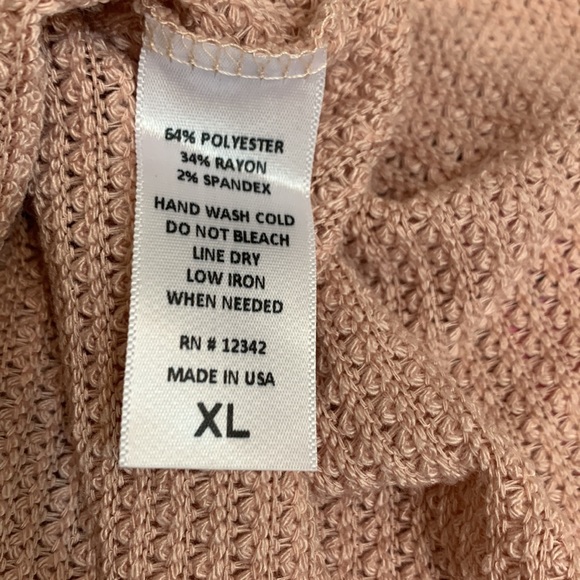 64% POLYESTER
34% RAYON
2% SPANDEX
HAND WASH COLD
DO NOT BLEACH
LINE DRY
LOW IRON
WHEN NEEDED
RN # 12342
MADE IN USA
XL